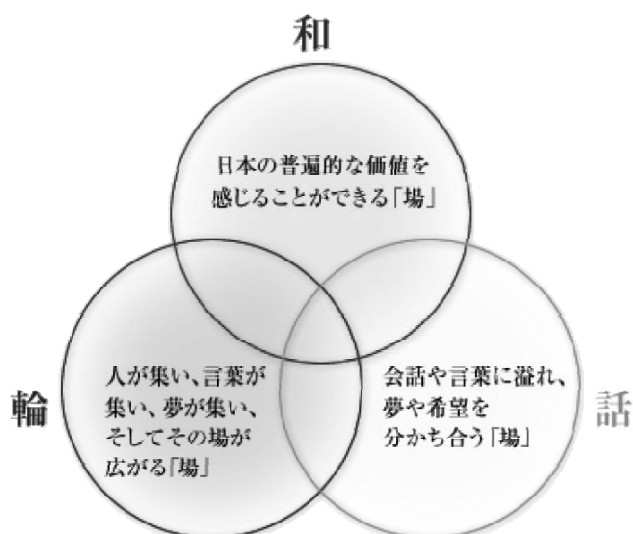 和
日本の普遍的な価値を
感じることができる「場」
輪
人が集い、言葉が
集い、夢が集い、
そしてその場が
広がる「場」
会話や言葉に溢れ、
夢や希望を
分かち合う「場」
話